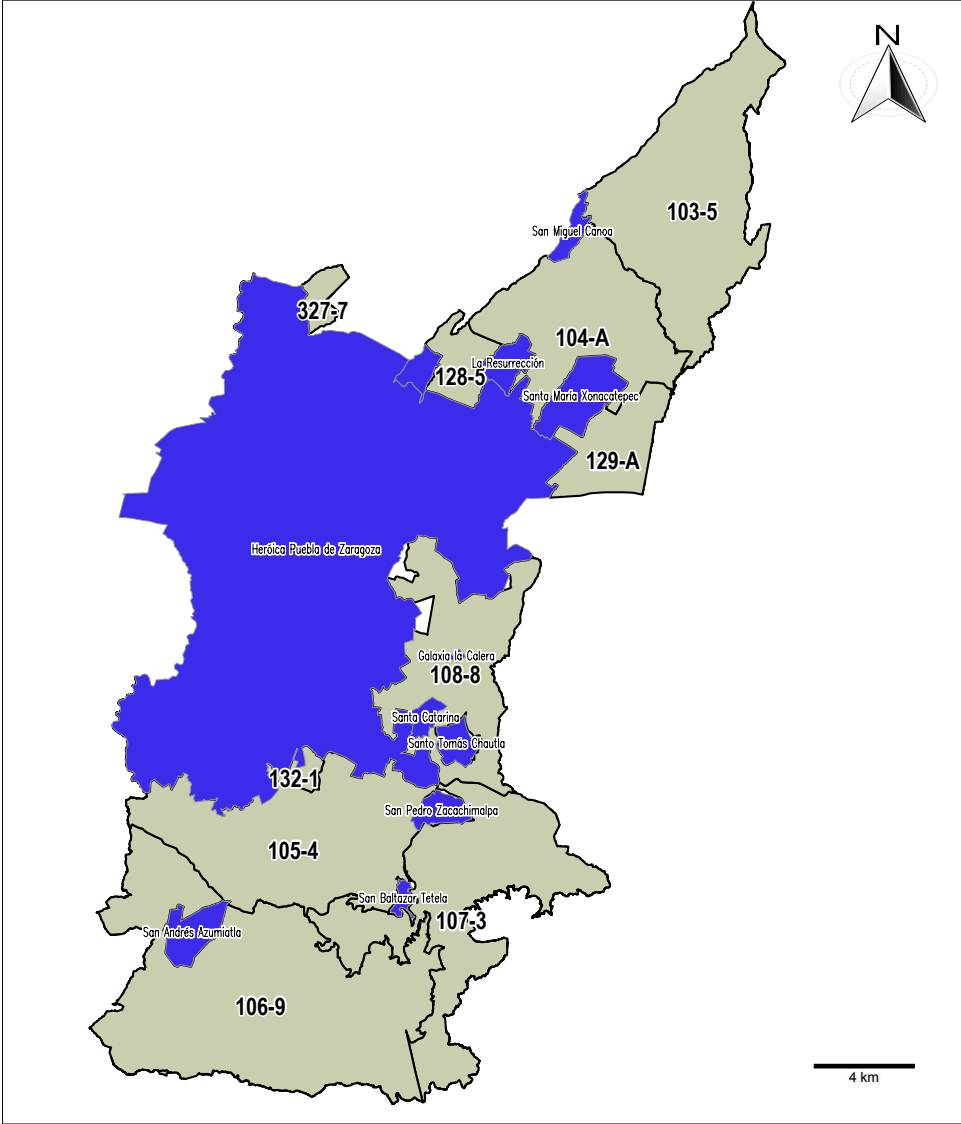 N
103-5
San Miguel Canoa
327-7
104-A
La Resurrección
128-5
Santa María Xonacatepec
129-A
Heróica Puebla de Zaragoza
Galaxia la Calera
108-8
Santa Catarina
Santo Tomás Chautla
132-1
San Pedro Zacachimalpa
105-4
San Baltazar Tetela
107-3
San Andrés Azumiatla
106-9
4 km